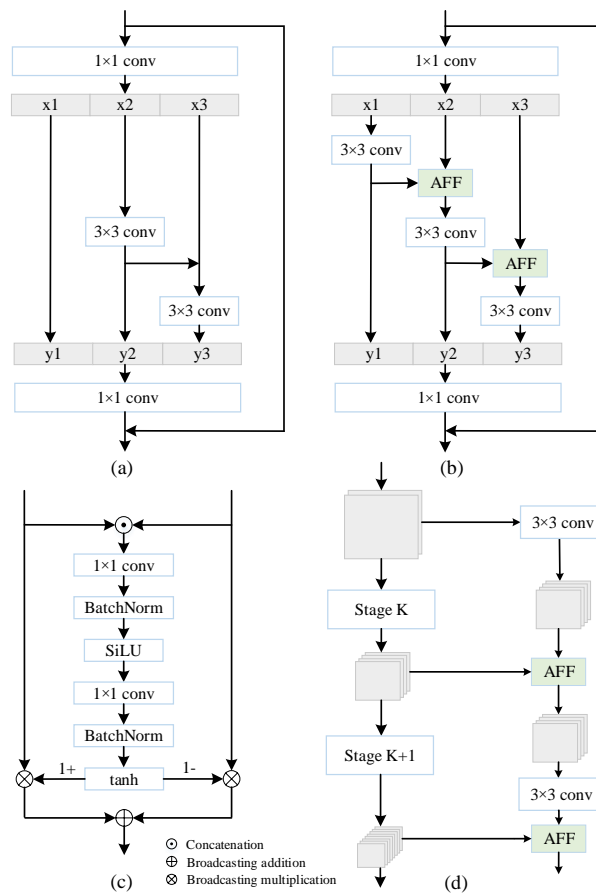 1×1 conv
x1 x2 x3
3×3 conv
3×3 conv
y1 y2 y3
1×1 conv
(a)
1×1 conv
x1 x2 x3
3×3 conv
AFF
3×3 conv
AFF
3×3 conv
y1 y2 y3
1×1 conv
(b)
1×1 conv
BatchNorm
SiLU
1×1 conv
BatchNorm
1+ tanh 1-
Concatenation
Broadcasting addition
Broadcasting multiplication
(c)
3×3 conv
Stage K
AFF
Stage K+1
3×3 conv
AFF
(d)